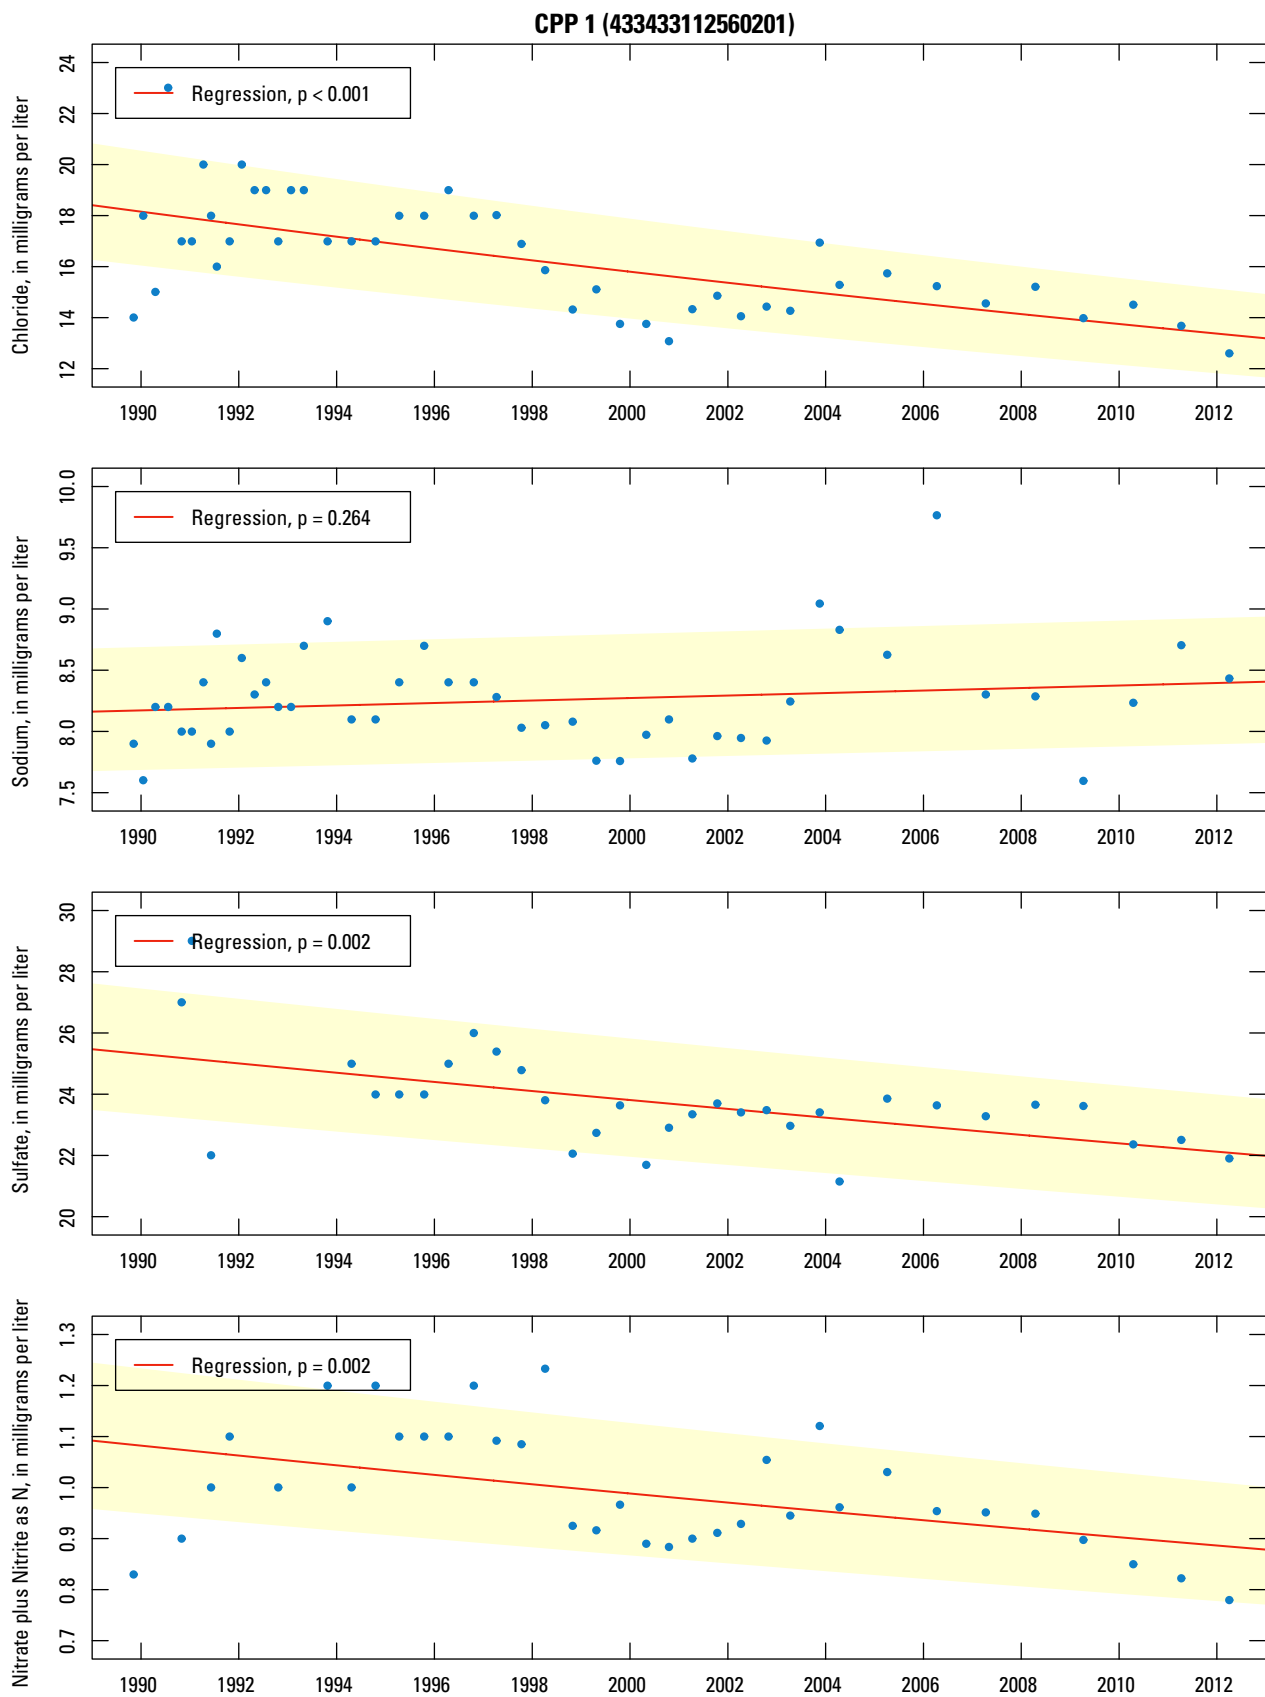 CPP 1 (433433112560201)
Chloride, in milligrams per liter
24
22
20
18
16
14
12
Regression, p < 0.001
1990 1992 1994 1996 1998 2000 2002 2004 2006 2008 2010 2012
Sodium, in milligrams per liter
10.0
9.5
9.0
8.5
8.0
7.5
Regression, p = 0.264
1990 1992 1994 1996 1998 2000 2002 2004 2006 2008 2010 2012
Sulfate, in milligrams per liter
30
28
26
24
22
20
Regression, p = 0.002
1990 1992 1994 1996 1998 2000 2002 2004 2006 2008 2010 2012
Nitrate plus Nitrite as N, in milligrams per liter
1.3
1.2
1.1
1.0
0.9
0.8
0.7
Regression, p = 0.002
1990 1992 1994 1996 1998 2000 2002 2004 2006 2008 2010 2012